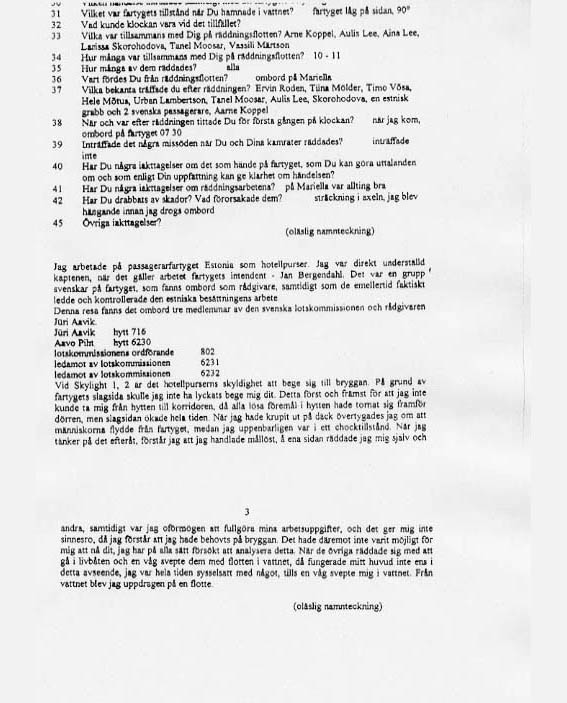 31 Vilket var fartygets tillstånd när Du hamnade i vattnet? fartyget låg på sidan, 90°
32 Vad kunde klockan vara vid det tillfället?
33 Vilka var tillsammans med Dig på räddningsflotten? Arne Koppel, Aulis Lee, Aina Lee,
Larissa Skorohodova, Tanel Moosar, Vassili Märtson
34 Hur många var tillsammans med Dig på räddningsflotten? 10 - 11
35 Hur många av dem räddades? alla
36 Vart fördes Du från räddningsflotten? ombord på Mariella
37 Vilka bekanta träffade du efter räddningen? Ervin Roden, Tiina Mölder, Timo Võsa,
Hele Mõtus, Urban Lambertson, Tanel Moosar, Aulis Lee, Skorohodova, en estnisk
grabb och 2 svenska passagerare, Aarne Koppel
38 När och var efter räddningen tittade Du för första gången på klockan? när jag kom,
ombord på fartyget 07 30
39 Inträffade det några missöden när Du och Dina kamrater räddades? inträffade
inte
40 Har Du några iakttagelser om det som hände på fartyget, som Du kan göra uttalanden
om och som enligt Din uppfattning kan ge klarhet om händelsen?
41 Har Du några iakttagelser om räddningsarbetena? på Mariella var allting bra
42 Har Du drabbats av skador? Vad förorsakade dem? sträckning i axeln, jag blev
hängande innan jag drogs ombord
45 Övriga iakttagelser?
(oläslig namnteckning)
Jag arbetade på passagerarfartyget Estonia som hotellpurser. Jag var direkt underställd
kaptenen, när det gäller arbetet fartygets intendent - Jan Bergendahl. Det var en grupp
svenskar på fartyget, som fanns ombord som rådgivare, samtidigt som de emellertid faktiskt
ledde och kontrollerade den estniska besättningens arbete
Denna resa fanns det ombord tre medlemmar av den svenska lotskommissionen och rådgivaren
Jüri Aavik.
Jüri Aavik hytt 716
Aavo Piht hytt 6230
lotskommissionens ordförande 802
ledamot av lotskommissionen 6231
ledamot av lotskommissionen 6232
Vid Skylight 1, 2 är det hotellpurserns skyldighet att bege sig till bryggan. På grund av
fartygets slagsida skulle jag inte ha lyckats bege mig dit. Detta först och främst för att jag inte
kunde ta mig från hytten till korridoren, då alla lösa föremål i hytten hade tornat sig framför
dörren, men slagsidan ökade hela tiden. När jag hade krupit ut på däck övertygades jag om att
människorna flydde från fartyget, medan jag uppenbarligen var i ett chocktillstånd. När jag
tänker på det efteråt, förstår jag att jag handlade mållöst, å ena sidan räddade jag mig själv och
3
andra, samtidigt var jag oförmögen att fullgöra mina arbetsuppgifter, och det ger mig inte
sinnesro, då jag förstår att jag hade behövts på bryggan. Det hade däremot inte varit möjligt för
mig att nå dit, jag har på alla sätt försökt att analysera detta. När de övriga räddade sig med att
gå i livbåten och en våg svepte dem med flotten i vattnet, då fungerade mitt huvud inte ens i
detta avseende, jag var hela tiden sysselsatt med något, tills en våg svepte mig i vattnet. Från
vattnet blev jag uppdragen på en flotte.
(oläslig namnteckning)